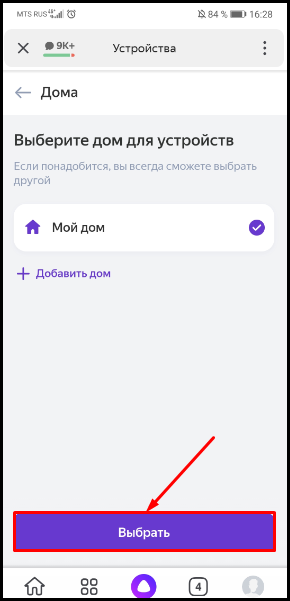 MTS RUS 84 % 16:28
9K+ Устройства
Дома
Выберите дом для устройств
Если понадобится, вы всегда сможете выбрать
другой
Мой дом
Добавить дом
Выбрать
4